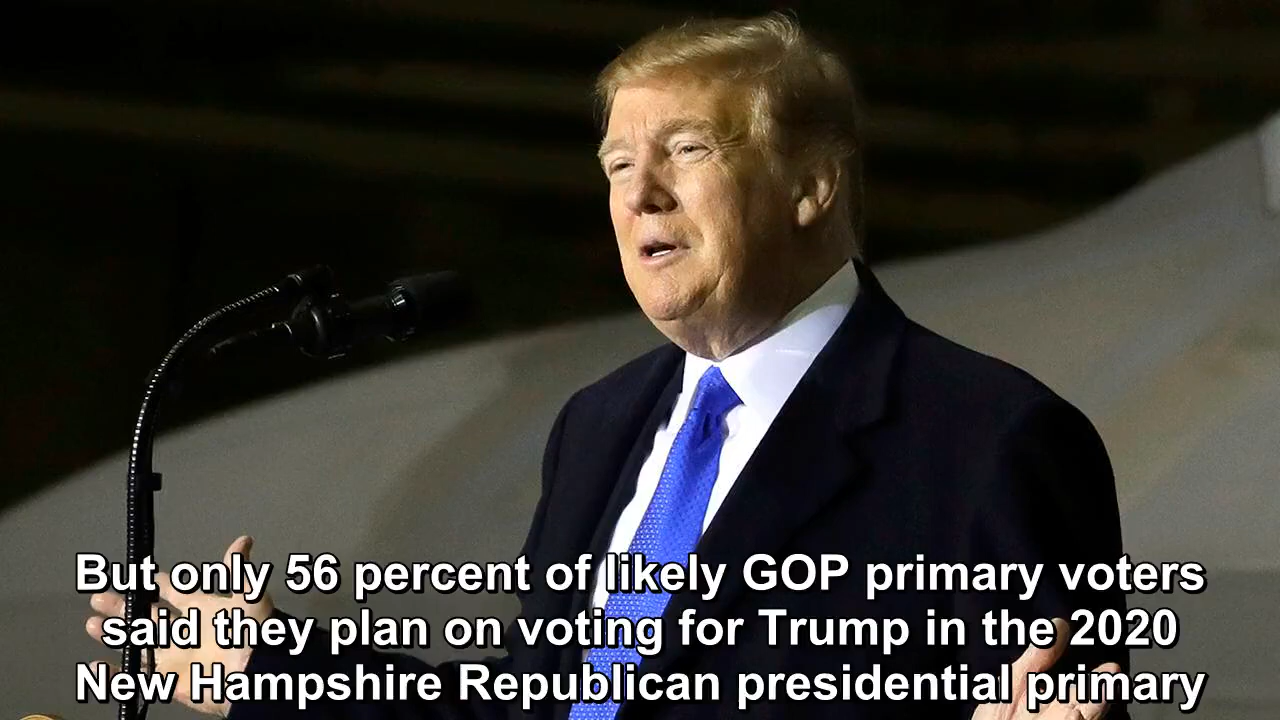 But only 56 percent of likely GOP primary voters
said they plan on voting for Trump in the 2020
New Hampshire Republican presidential primary